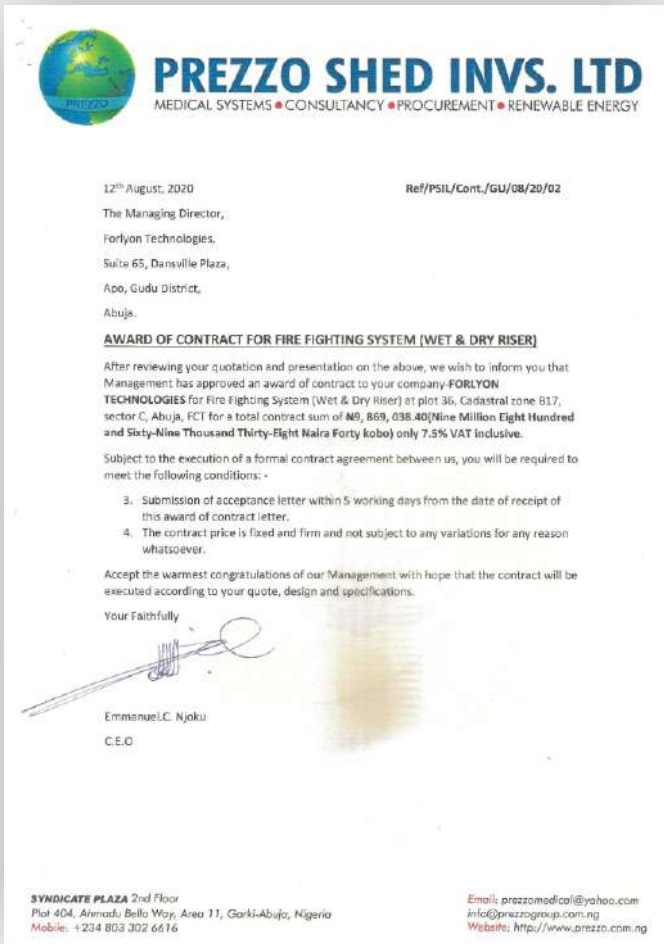 PREZZO
PREZZO SHED INVS. LTD
MEDICAL SYSTEMS • CONSULTANCY • PROCUREMENT • RENEWABLE ENERGY
12th August, 2020 Ref/PSIL/Cont./GU/08/20/02
The Managing Director,
Forlyon Technologies,
Suite 65, Dansville Plaza,
Apo, Gudu District,
Abuja.
AWARD OF CONTRACT FOR FIRE FIGHTING SYSTEM (WET & DRY RISER)
After reviewing your quotation and presentation on the above, we wish to inform you that
Management has approved an award of contract to your company-FORLYON
TECHNOLOGIES for Fire Fighting System (Wet & Dry Riser) at plot 36, Cadastral zone B17,
sector C, Abuja, FCT for a total contract sum of ₦9, 869, 038.40(Nine Million Eight Hundred
and Sixty-Nine Thousand Thirty-Eight Naira Forty kobo) only 7.5% VAT inclusive.
Subject to the execution of a formal contract agreement between us, you will be required to
meet the following conditions: -
3. Submission of acceptance letter within 5 working days from the date of receipt of
this award of contract letter.
4. The contract price is fixed and firm and not subject to any variations for any reason
whatsoever.
Accept the warmest congratulations of our Management with hope that the contract will be
executed according to your quote, design and specifications.
Your Faithfully
Emmanuel.C. Njoku
C.E.O
SYNDICATE PLAZA 2nd Floor
Plot 404, Ahmadu Bello Way, Area 11, Garki-Abuja, Nigeria
Mobile: +234 803 302 6616
Email: prezzomedical@yahoo.com
info@prezzogroup.com.ng
Website: http://www.prezzo.com.ng